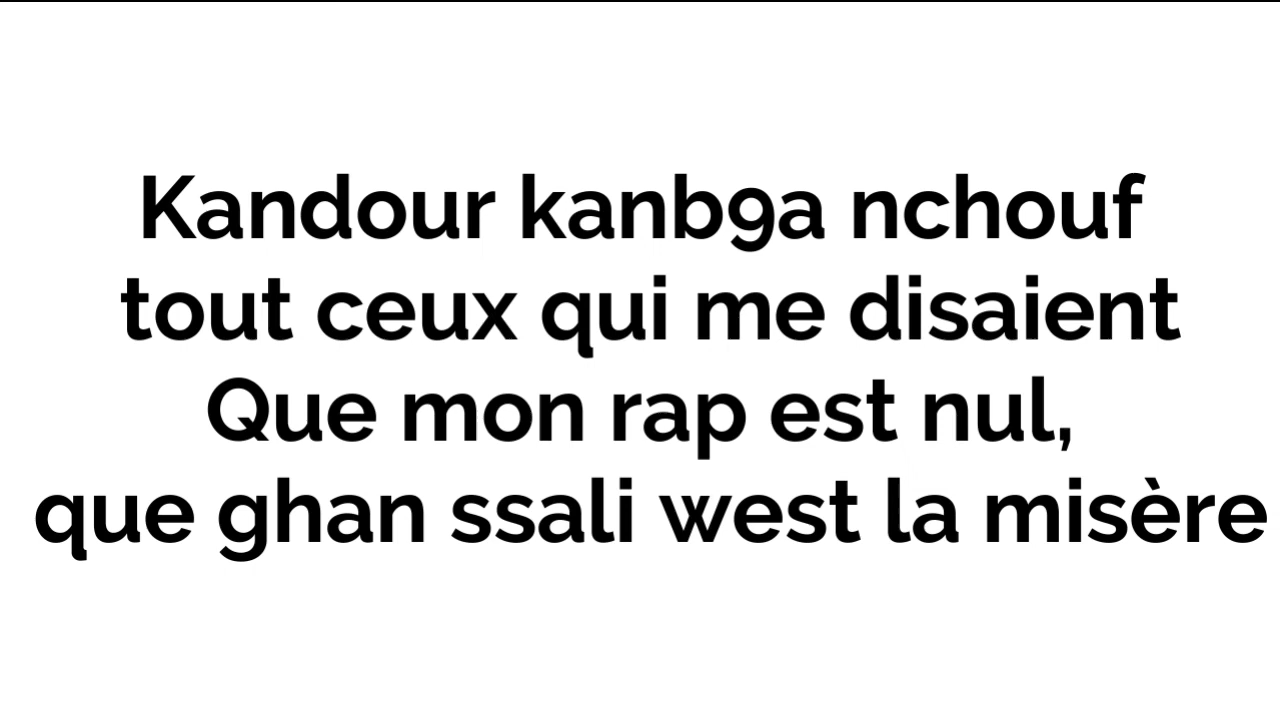 Kandour kanb9a nchouf
tout ceux qui me disaient
Que mon rap est nul,
que ghan ssali west la misère